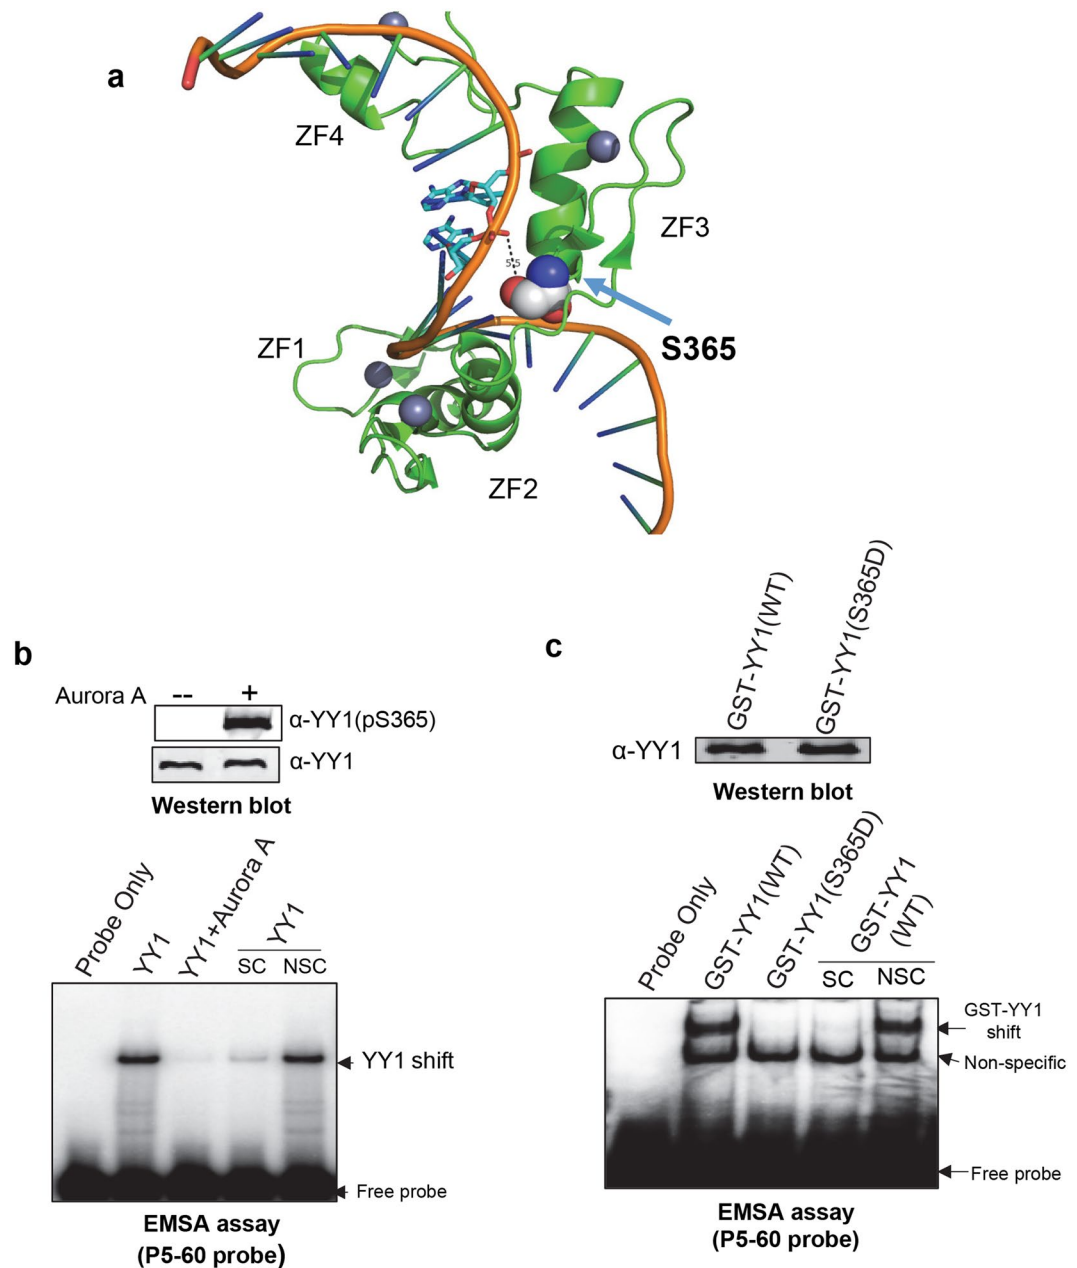 a
ZF4
ZF3
5.5
S365
ZF1
ZF2
b
Aurora A -- +
α-YY1(pS365)
α-YY1
Western blot
Probe Only
YY1
YY1+Aurora A
YY1
SC NSC
YY1 shift
Free probe
EMSA assay
(P5-60 probe)
c
GST-YY1(WT)
GST-YY1(S365D)
α-YY1
Western blot
Probe Only
GST-YY1(WT)
GST-YY1(S365D)
GST-YY1
(WT)
SC NSC
GST-YY1
shift
Non-specific
Free probe
EMSA assay
(P5-60 probe)